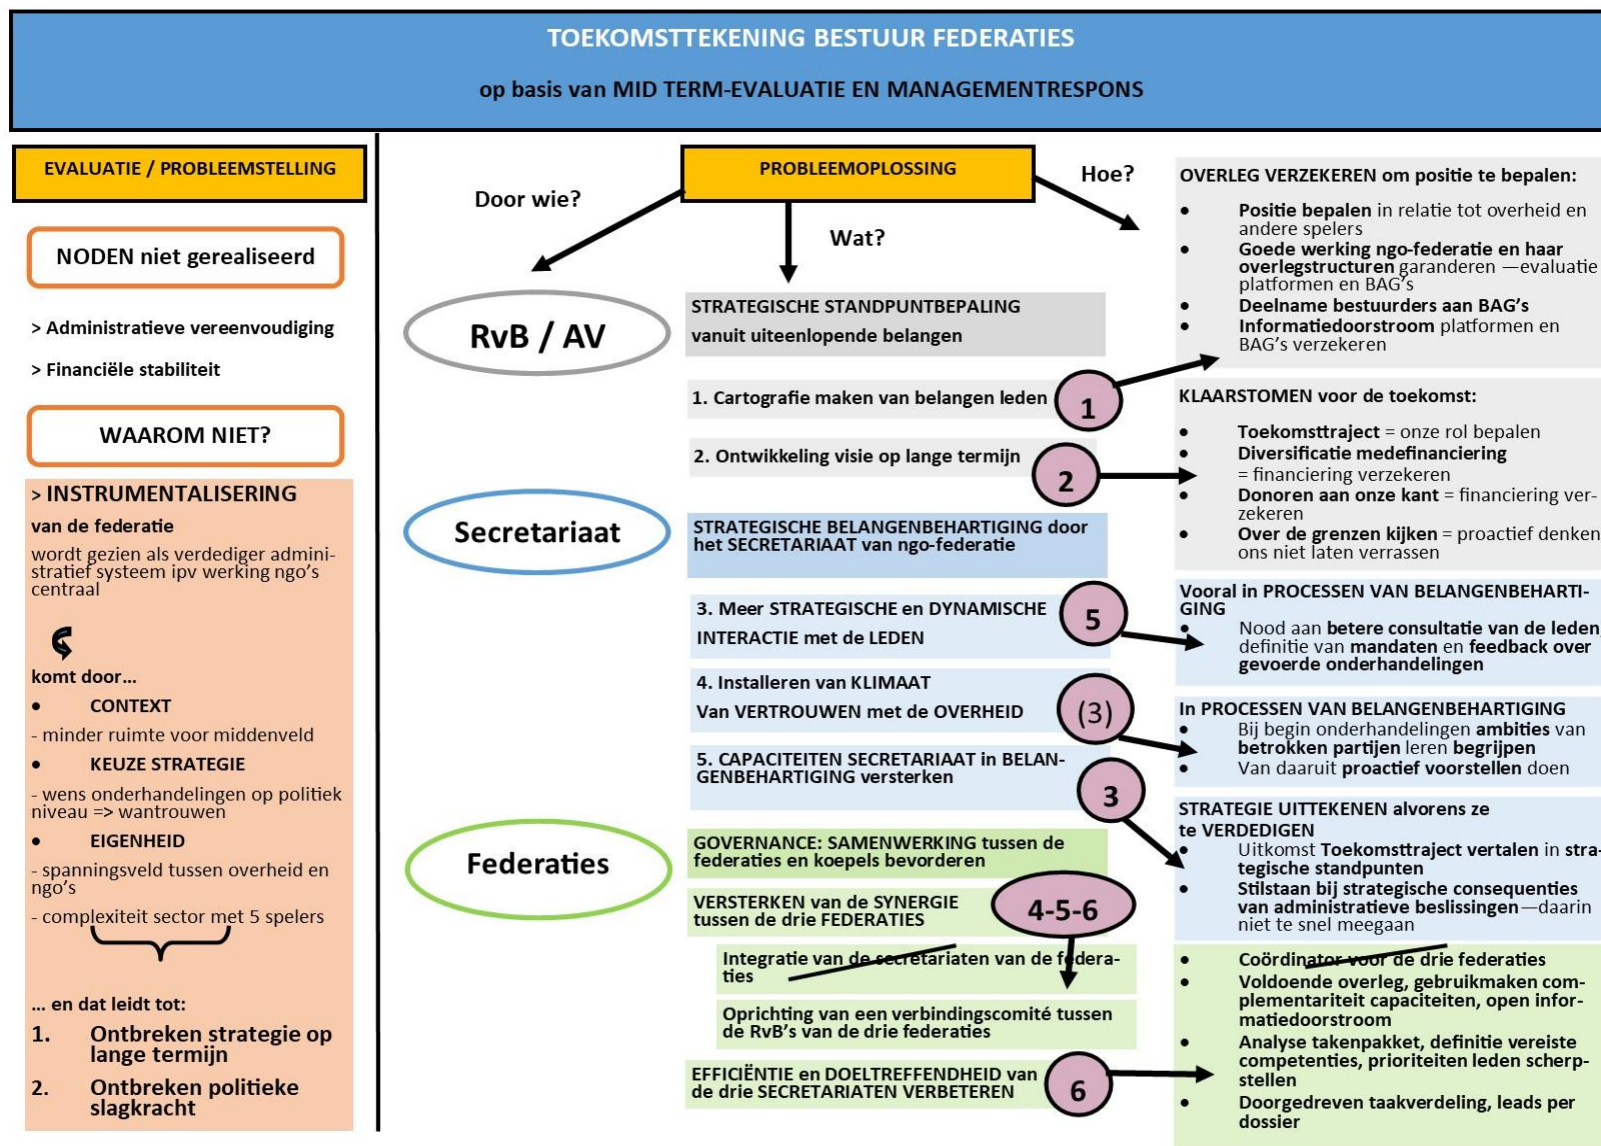 TOEKOMSTTEKENING BESTUUR FEDERATIES
op basis van MID TERM-EVALUATIE EN MANAGEMENTRESPONS
EVALUATIE / PROBLEEMSTELLING
NODEN niet gerealiseerd
> Administratieve vereenvoudiging
> Financiële stabiliteit
WAAROM NIET?
> INSTRUMENTALISERING
van de federatie
wordt gezien als verdediger admini-
stratief systeem ipv werking ngo's
centraal
komt door...
• CONTEXT
- minder ruimte voor middenveld
• KEUZE STRATEGIE
- wens onderhandelingen op politiek
niveau => wantrouwen
• EIGENHEID
- spanningsveld tussen overheid en
ngo's
- complexiteit sector met 5 spelers
... en dat leidt tot:
1. Ontbreken strategie op
lange termijn
2. Ontbreken politieke
slagkracht
PROBLEEMOPLOSSING
Door wie?
Wat?
Hoe?
RvB / AV
Secretariaat
Federaties
STRATEGISCHE STANDPUNTBEPALING
vanuit uiteenlopende belangen
1. Cartografie maken van belangen leden
1
2. Ontwikkeling visie op lange termijn
2
STRATEGISCHE BELANGENBEHARTIGING door
het SECRETARIAAT van ngo-federatie
3. Meer STRATEGISCHE en DYNAMISCHE
INTERACTIE met de LEDEN
5
4. Installeren van KLIMAAT
Van VERTROUWEN met de OVERHEID
(3)
5. CAPACITEITEN SECRETARIAAT in BELAN-
GENBEHARTIGING versterken
3
GOVERNANCE: SAMENWERKING tussen de
federaties en koepels bevorderen
VERSTERKEN van de SYNERGIE
tussen de drie FEDERATIES
4-5-6
Integratie van de secretariaten van de federa-
ties
Oprichting van een verbindingscomité tussen
de RvB's van de drie federaties
EFFICIËNTIE en DOELTREFFENDHEID van
de drie SECRETARIATEN VERBETEREN
6
OVERLEG VERZEKEREN om positie te bepalen:
• Positie bepalen in relatie tot overheid en
andere spelers
• Goede werking ngo-federatie en haar
overlegstructuren garanderen —evaluatie
platformen en BAG's
• Deelname bestuurders aan BAG's
• Informatiedoorstroom platformen en
BAG's verzekeren
KLAARSTOMEN voor de toekomst:
• Toekomsttraject = onze rol bepalen
• Diversificatie medefinanciering
= financiering verzekeren
• Donoren aan onze kant = financiering ver-
zekeren
• Over de grenzen kijken = proactief denken
ons niet laten verrassen
Vooral in PROCESSEN VAN BELANGENBEHARTI-
GING
• Nood aan betere consultatie van de leden,
definitie van mandaten en feedback over
gevoerde onderhandelingen
In PROCESSEN VAN BELANGENBEHARTIGING
• Bij begin onderhandelingen ambities van
betrokken partijen leren begrijpen
• Van daaruit proactief voorstellen doen
STRATEGIE UITTEKENEN alvorens ze
te VERDEDIGEN
• Uitkomst Toekomsttraject vertalen in stra-
tegische standpunten
• Stilstaan bij strategische consequenties
van administratieve beslissingen—daarin
niet te snel meegaan
• Coördinator voor de drie federaties
• Voldoende overleg, gebruikmaken com-
plementariteit capaciteiten, open infor-
matiedoorstroom
• Analyse takenpakket, definitie vereiste
competenties, prioriteiten leden scherp-
stellen
• Doorgedreven taakverdeling, leads per
dossier